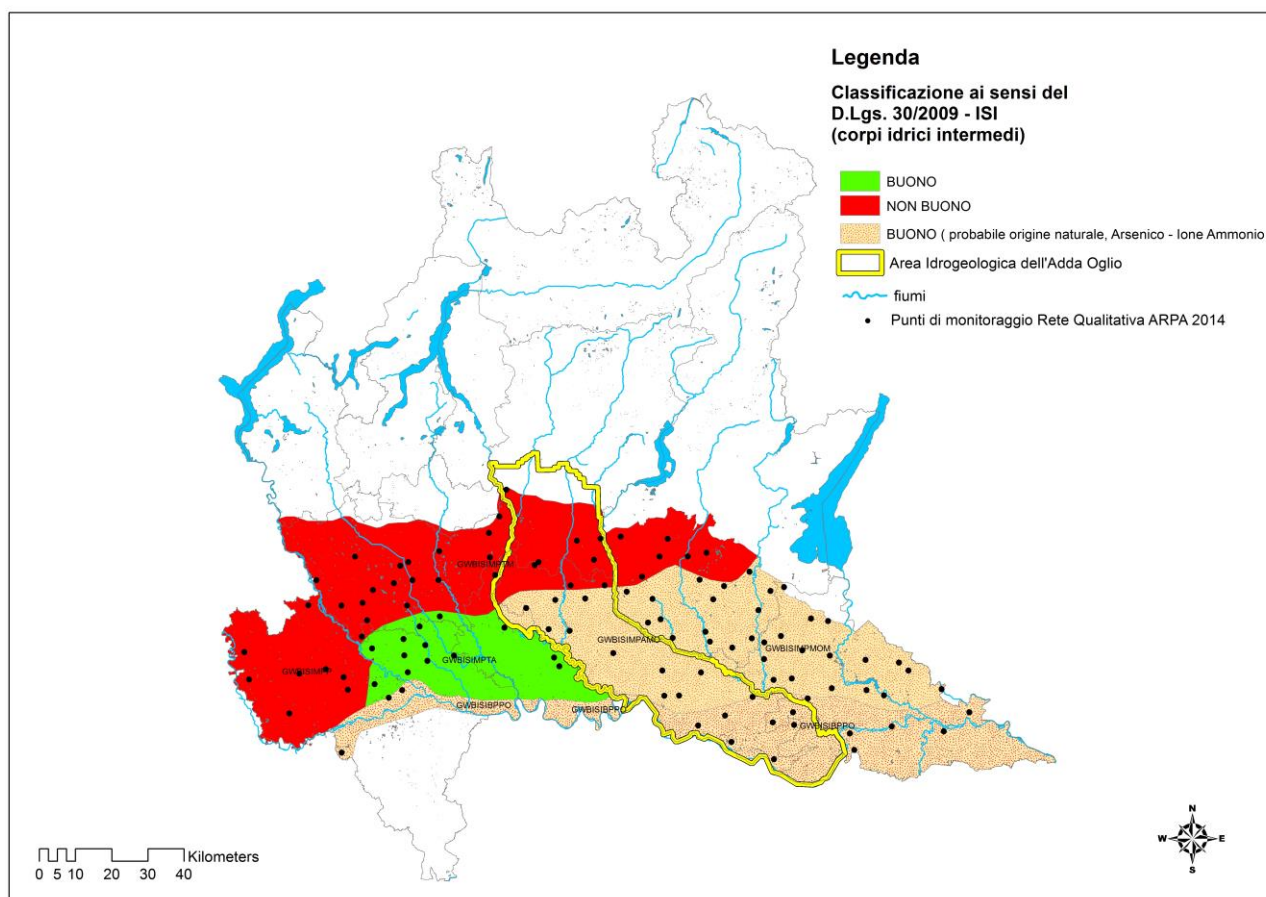 Legenda
Classificazione ai sensi del
D.Lgs. 30/2009 - ISI
(corpi idrici intermedi)
BUONO
NON BUONO
BUONO ( probabile origine naturale, Arsenico - Ione Ammonio
Area Idrogeologica dell'Adda Oglio
fiumi
Punti di monitoraggio Rete Qualitativa ARPA 2014
GWBISIMPTM
GWBISIMPAMO
GWBISIMPMOM
GWBISIMPTA
GWBISIBPPO
GWBISIBPPO
GWBISIBPPO
N
W E
S
Kilometers
0 5 10 20 30 40